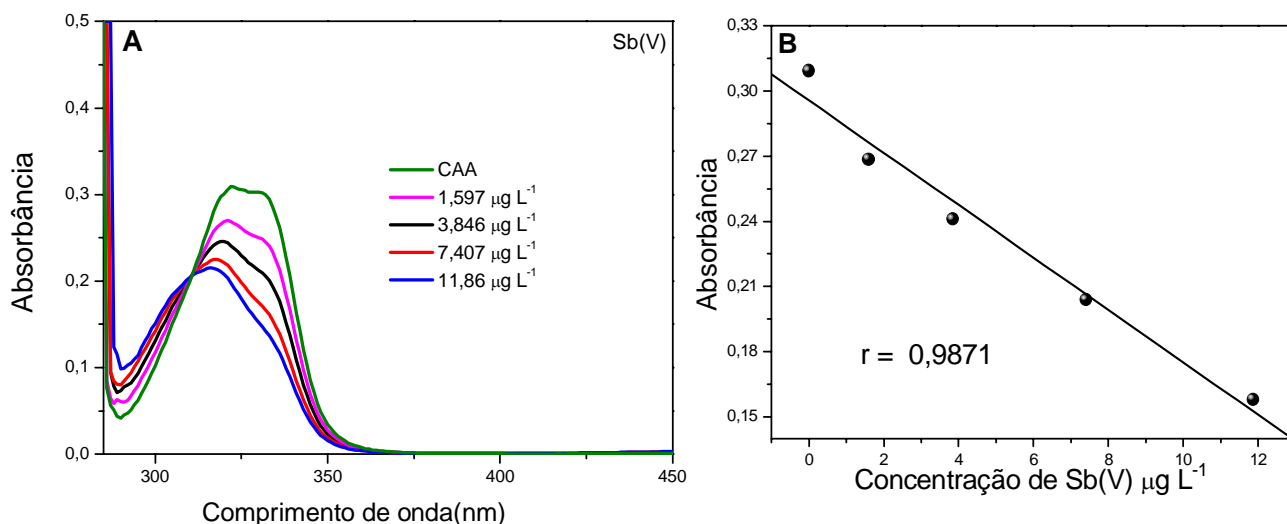 A
Sb(V)
0,5
0,4
0,3
0,2
0,1
0,0
Absorbância
CAA
1,597 μg L⁻¹
3,846 μg L⁻¹
7,407 μg L⁻¹
11,86 μg L⁻¹
300 350 400 450
Comprimento de onda(nm)
B
0,33
0,30
0,27
0,24
0,21
0,18
0,15
Absorvância
r = 0,9871
0 2 4 6 8 10 12
Concentração de Sb(V) μg L⁻¹